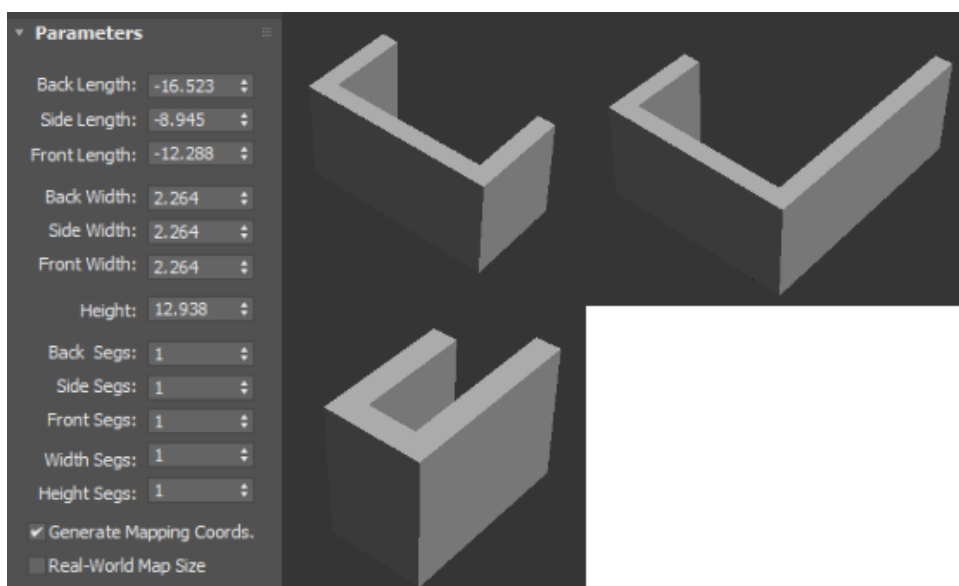 Parameters
Back Length: -16.523
Side Length: -8.945
Front Length: -12.288
Back Width: 2.264
Side Width: 2.264
Front Width: 2.264
Height: 12.938
Back Segs: 1
Side Segs: 1
Front Segs: 1
Width Segs: 1
Height Segs: 1
Generate Mapping Coords.
Real-World Map Size